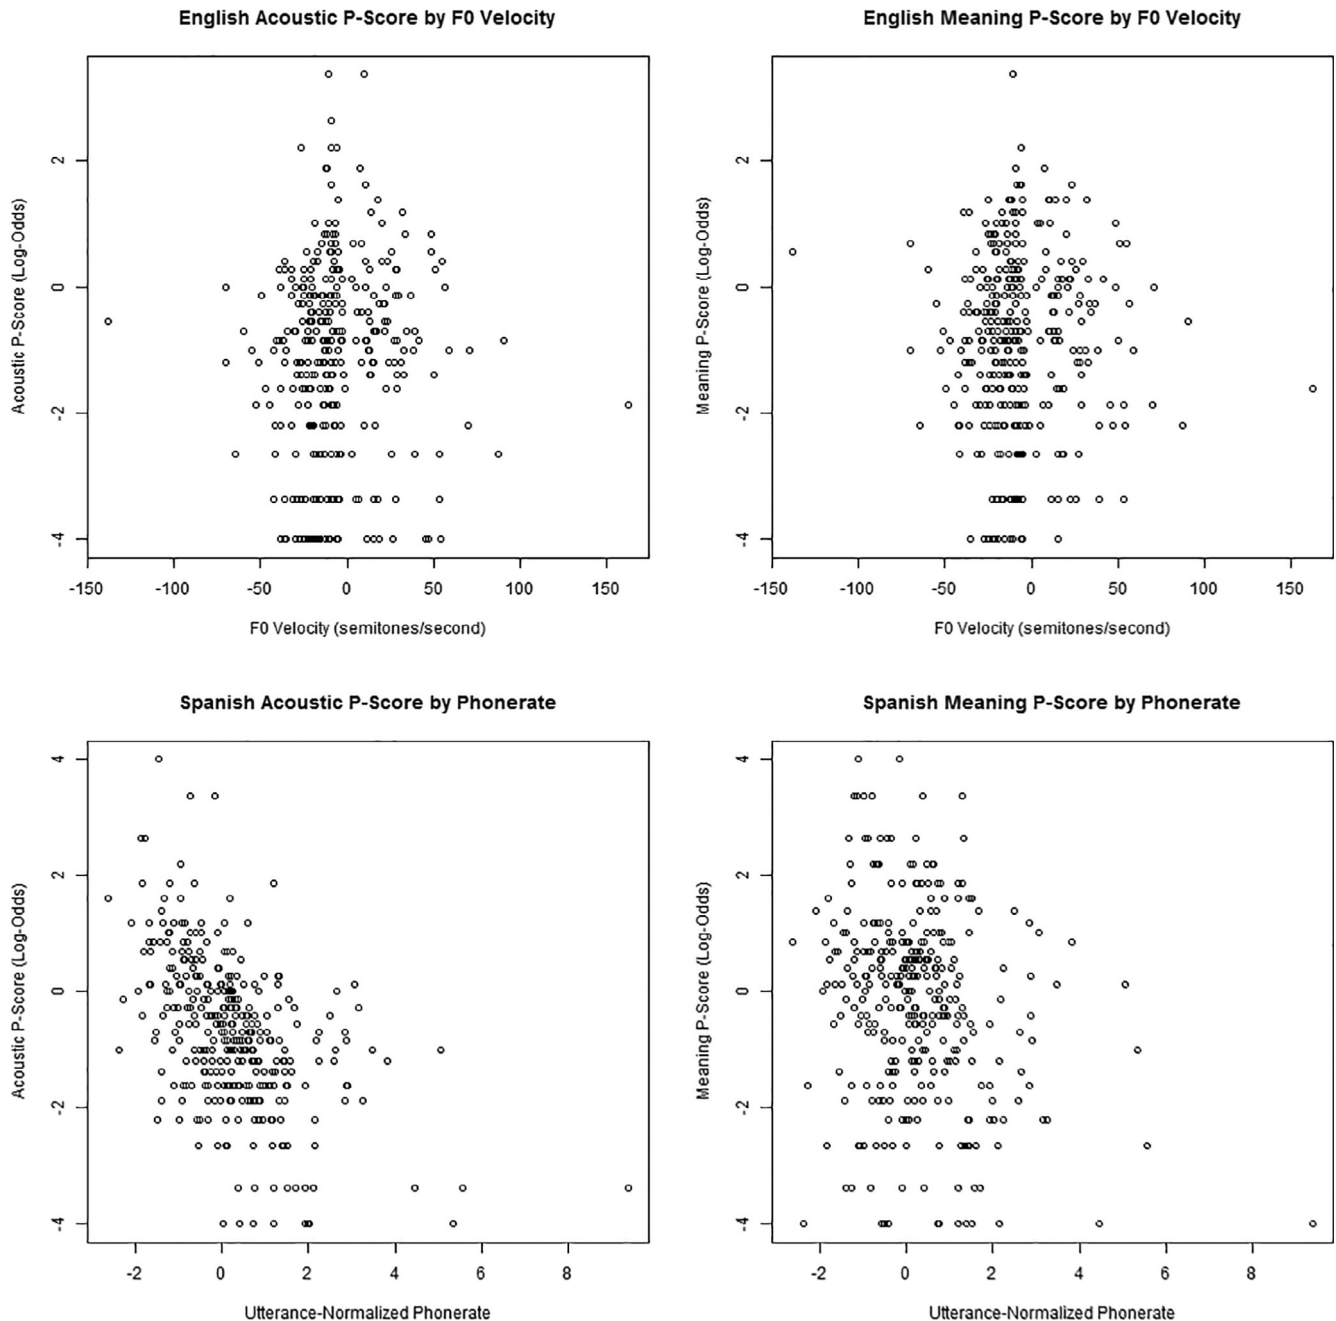 English Acoustic P-Score by F0 Velocity
Acoustic P-Score (Log-Odds)
2
0
-2
-4
-150 -100 -50 0 50 100 150
F0 Velocity (semitones/second)
English Meaning P-Score by F0 Velocity
Meaning P-Score (Log-Odds)
2
0
-2
-4
-150 -100 -50 0 50 100 150
F0 Velocity (semitones/second)
Spanish Acoustic P-Score by Phonerate
Acoustic P-Score (Log-Odds)
4
2
0
-2
-4
-2 0 2 4 6 8
Utterance-Normalized Phonerate
Spanish Meaning P-Score by Phonerate
Meaning P-Score (Log-Odds)
4
2
0
-2
-4
-2 0 2 4 6 8
Utterance-Normalized Phonerate